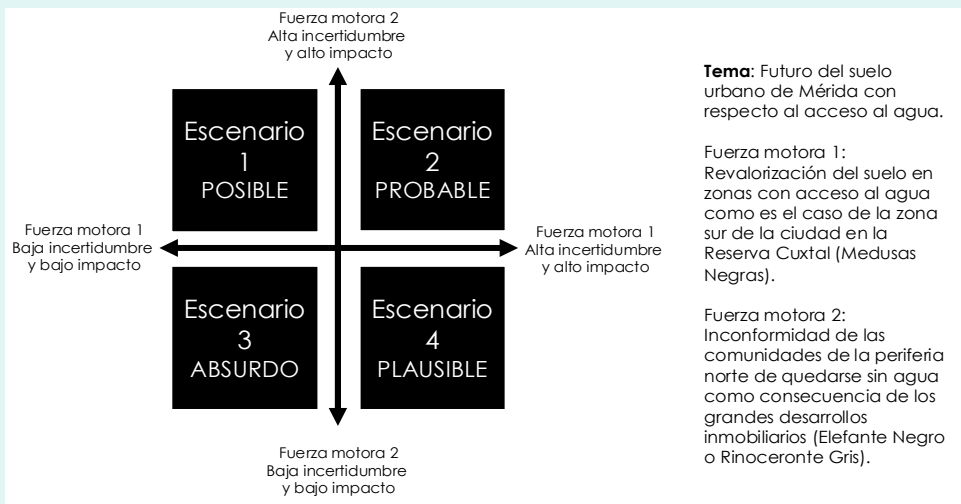 Fuerza motora 2
Alta incertidumbre
y alto impacto
Escenario
1
POSIBLE
Escenario
2
PROBABLE
Fuerza motora 1
Baja incertidumbre
y bajo impacto
Fuerza motora 1
Alta incertidumbre
y alto impacto
Escenario
3
ABSURDO
Escenario
4
PLAUSIBLE
Fuerza motora 2
Baja incertidumbre
y bajo impacto
Tema: Futuro del suelo
urbano de Mérida con
respecto al acceso al agua.
Fuerza motora 1:
Revalorización del suelo en
zonas con acceso al agua
como es el caso de la zona
sur de la ciudad en la
Reserva Cuxtal (Medusas
Negras).
Fuerza motora 2:
Inconformidad de las
comunidades de la periferia
norte de quedarse sin agua
como consecuencia de los
grandes desarrollos
inmobiliarios (Elefante Negro
o Rinoceronte Gris).